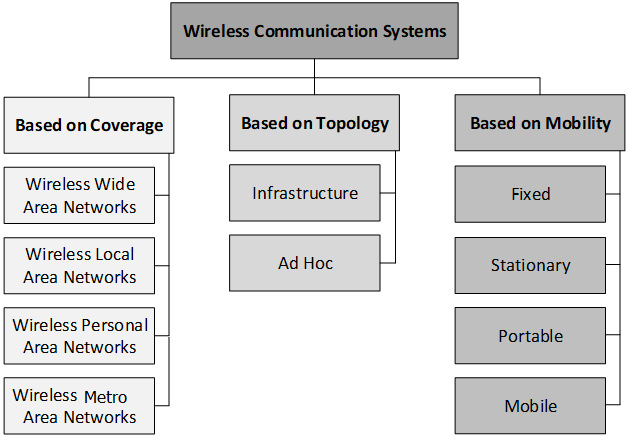 Wireless Communication Systems
Based on Coverage
Wireless Wide
Area Networks
Wireless Local
Area Networks
Wireless Personal
Area Networks
Wireless Metro
Area Networks
Based on Topology
Infrastructure
Ad Hoc
Based on Mobility
Fixed
Stationary
Portable
Mobile